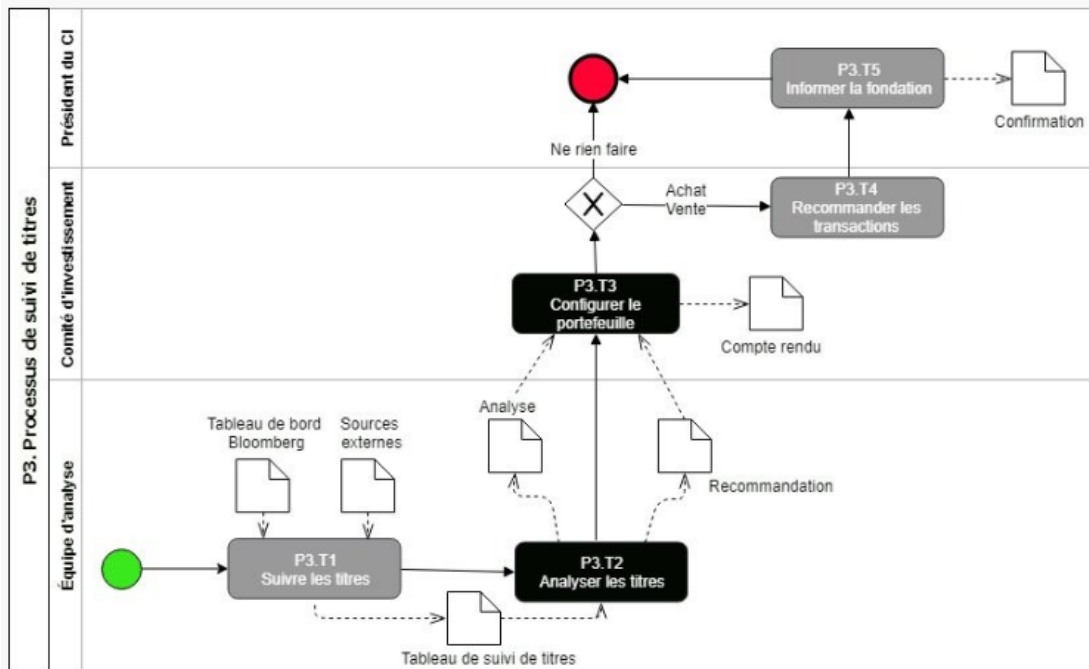 P3. Processus de suivi de titres
Président du CI
P3.T5
Informer la fondation
Confirmation
Ne rien faire
Comité d'investissement
Achat
Vente
P3.T4
Recommander les
transactions
P3.T3
Configurer le
portefeuille
Compte rendu
Équipe d'analyse
Analyse
Recommandation
Tableau de bord
Bloomberg
Sources
externes
P3.T1
Suivre les titres
P3.T2
Analyser les titres
Tableau de suivi de titres